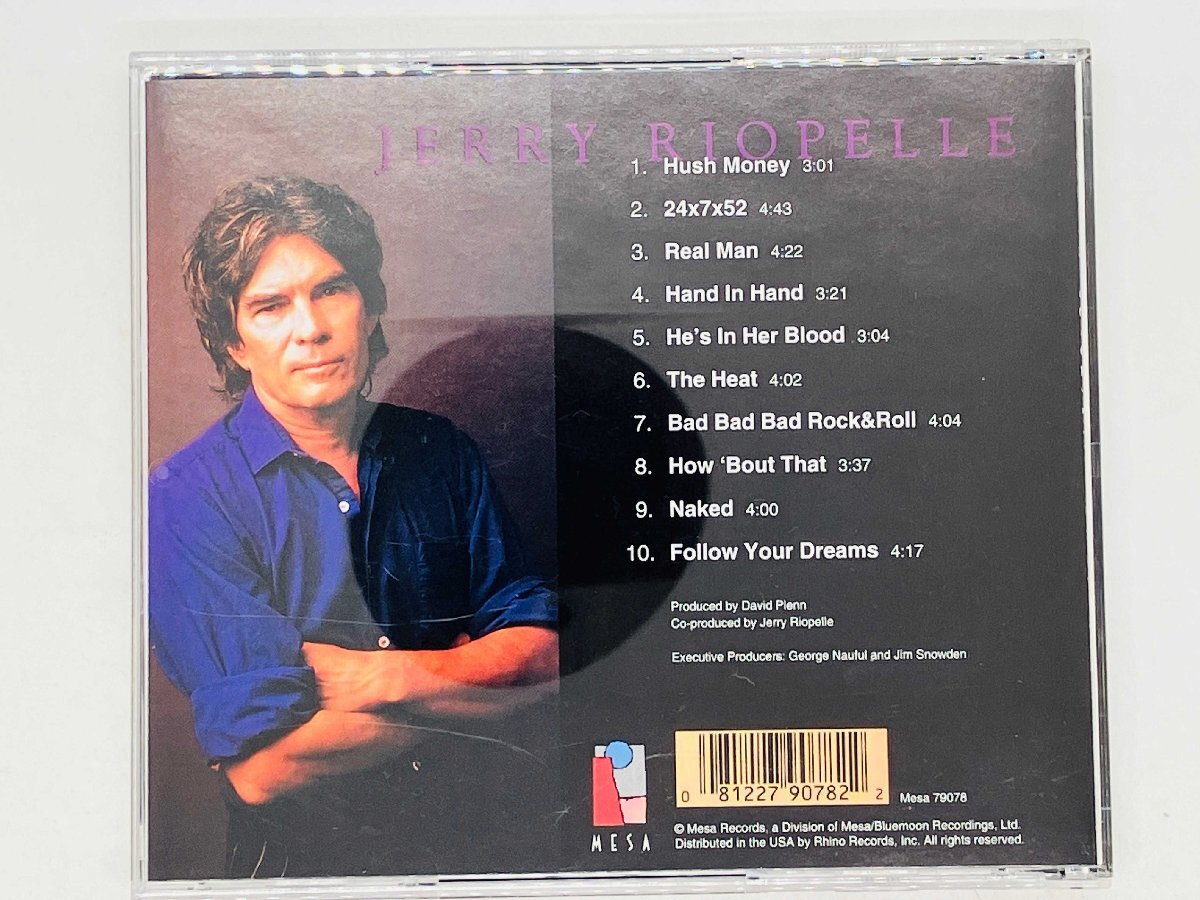 JERRY RIOPELLE
1. Hush Money 3:01
2. 24x7x52 4:43
3. Real Man 4:22
4. Hand In Hand 3:21
5. He's In Her Blood 3:04
6. The Heat 4:02
7. Bad Bad Bad Rock&Roll 4:04
8. How 'Bout That 3:37
9. Naked 4:00
10. Follow Your Dreams 4:17
Produced by David Plenn
Co-produced by Jerry Riopelle
Executive Producers: George Nauful and Jim Snowden
0 81227 90782 2
Mesa 79078
MESA
© Mesa Records, a Division of Mesa/Bluemoon Recordings, Ltd.
Distributed in the USA by Rhino Records, Inc. All rights reserved.